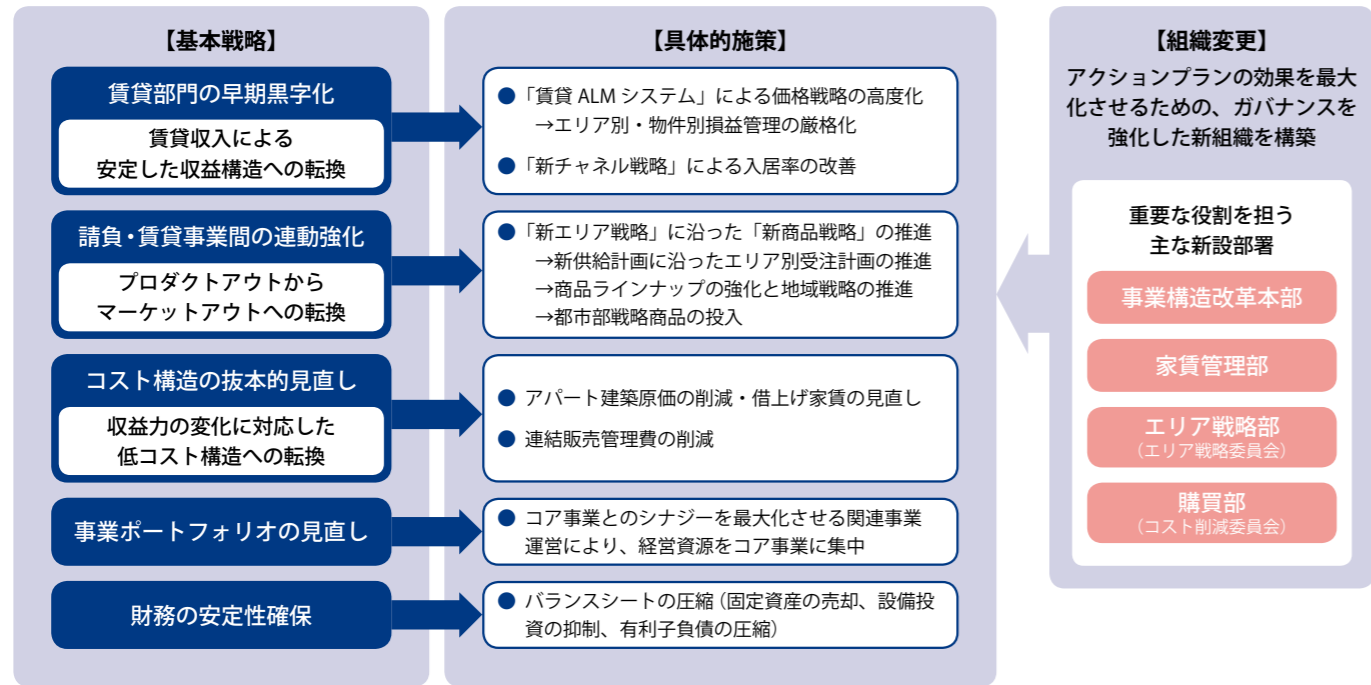 【基本戦略】
賃貸部門の早期黒字化
賃貸収入による
安定した収益構造への転換
請負・賃貸事業間の連動強化
プロダクトアウトから
マーケットアウトへの転換
コスト構造の抜本的見直し
収益力の変化に対応した
低コスト構造への転換
事業ポートフォリオの見直し
財務の安定性確保
【具体的施策】
● 「賃貸 ALM システム」による価格戦略の高度化
→エリア別・物件別損益管理の厳格化
● 「新チャネル戦略」による入居率の改善
● 「新エリア戦略」に沿った「新商品戦略」の推進
→新供給計画に沿ったエリア別受注計画の推進
→商品ラインナップの強化と地域戦略の推進
→都市部戦略商品の投入
● アパート建築原価の削減・借上げ家賃の見直し
● 連結販売管理費の削減
● コア事業とのシナジーを最大化させる関連事業
運営により、経営資源をコア事業に集中
● バランスシートの圧縮（固定資産の売却、設備投
資の抑制、有利子負債の圧縮）
【組織変更】
アクションプランの効果を最大
化させるための、ガバナンスを
強化した新組織を構築
重要な役割を担う
主な新設部署
事業構造改革本部
家賃管理部
エリア戦略部
（エリア戦略委員会）
購買部
（コスト削減委員会）